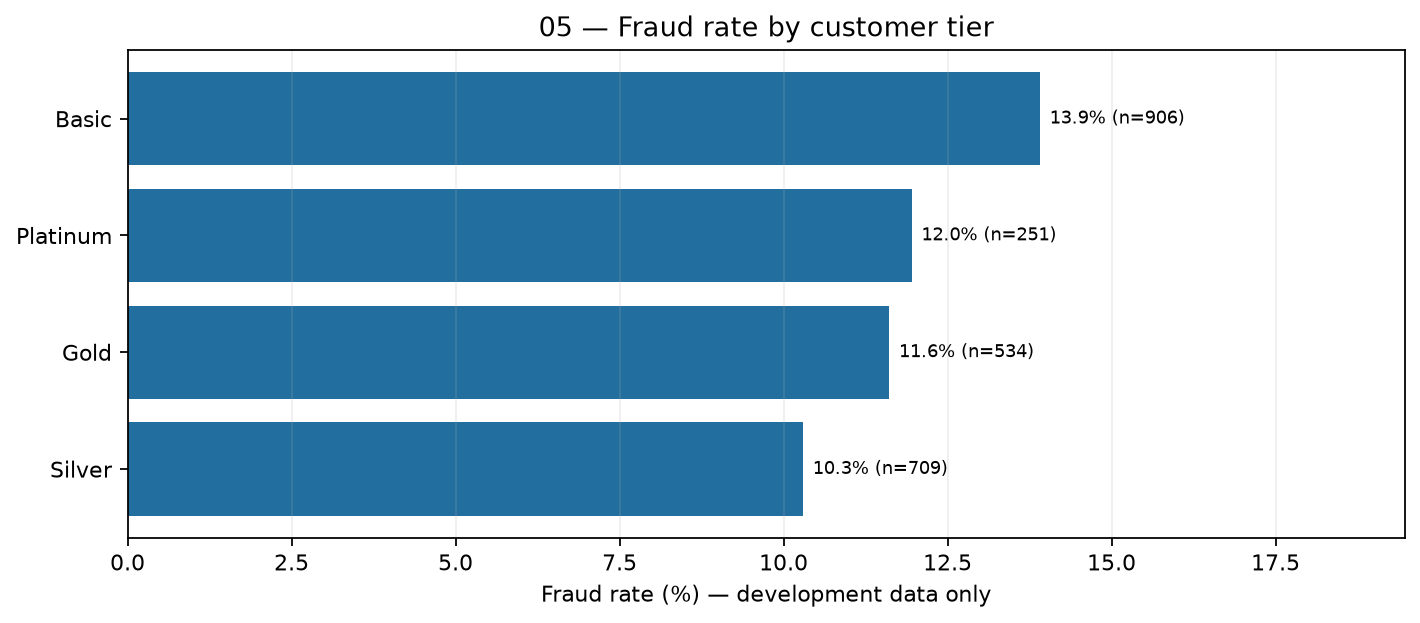 05 — Fraud rate by customer tier
Basic
13.9% (n=906)
Platinum
12.0% (n=251)
Gold
11.6% (n=534)
Silver
10.3% (n=709)
0.0 2.5 5.0 7.5 10.0 12.5 15.0 17.5
Fraud rate (%) — development data only